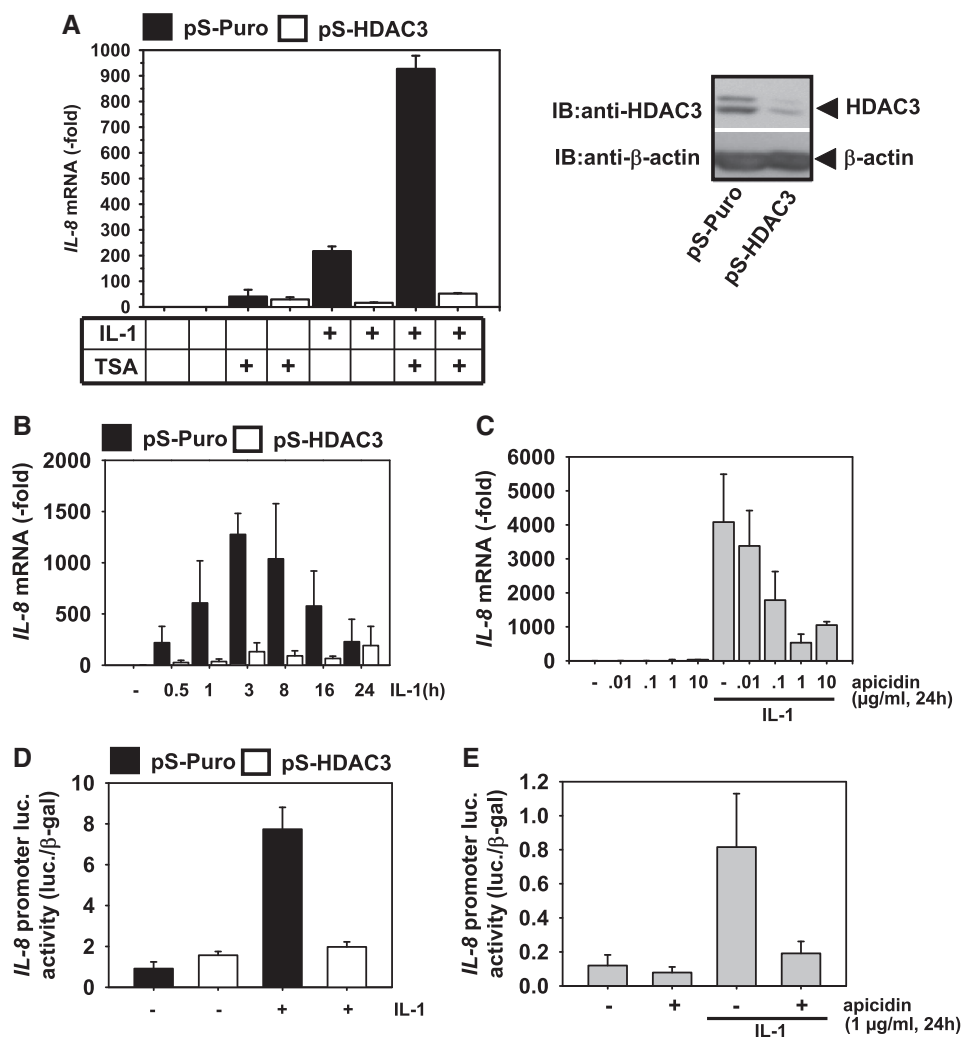 A
pS-Puro pS-HDAC3
IL-8 mRNA (-fold)
1000
900
800
700
600
500
400
300
200
100
0
IL-1 + + + +
TSA + + + +
IB:anti-HDAC3 HDAC3
IB:anti-β-actin β-actin
pS-Puro
pS-HDAC3
B
pS-Puro pS-HDAC3
IL-8 mRNA (-fold)
2000
1500
1000
500
0
- 0.5 1 3 8 16 24 IL-1(h)
C
IL-8 mRNA (-fold)
6000
5000
4000
3000
2000
1000
0
- .01 .1 1 10 - .01 .1 1 10 apicidin
(µg/ml, 24h)
IL-1
D
pS-Puro pS-HDAC3
IL-8 promoter luc.
activity (luc./β-gal)
10
8
6
4
2
0
- - + + IL-1
E
IL-8 promoter luc.
activity (luc./β-gal)
1.2
1.0
0.8
0.6
0.4
0.2
0.0
- + - + apicidin
(1 µg/ml, 24h)
IL-1